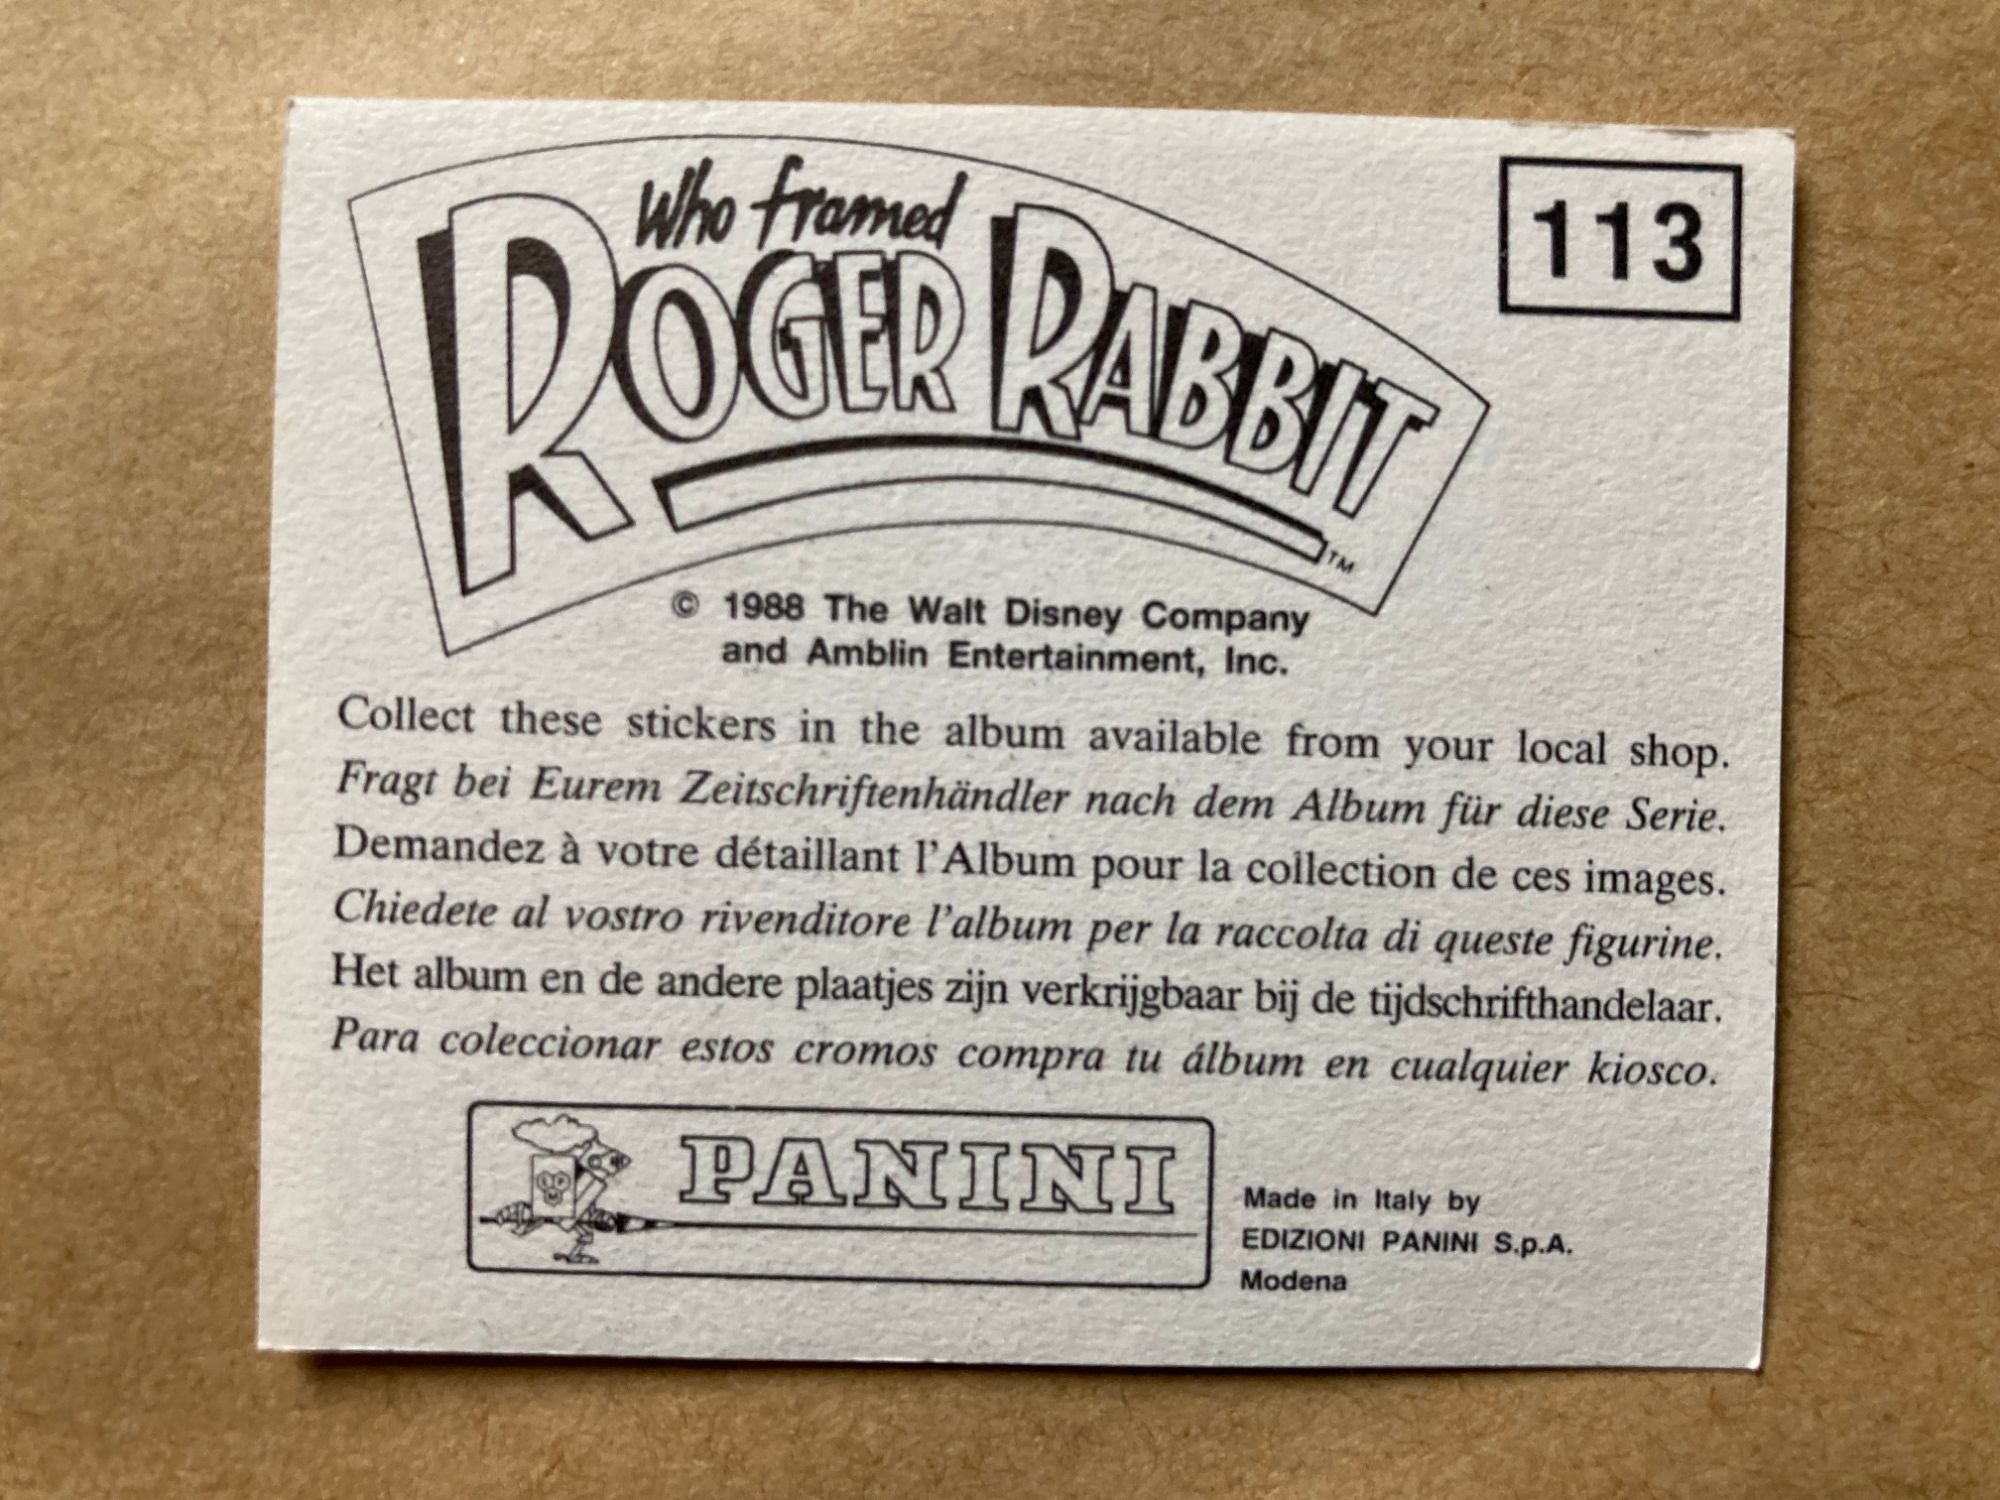 Who framed
ROGER RABBIT
TM
113
© 1988 The Walt Disney Company
and Amblin Entertainment, Inc.
Collect these stickers in the album available from your local shop.
Fragt bei Eurem Zeitschriftenhändler nach dem Album für diese Serie.
Demandez à votre détaillant l'Album pour la collection de ces images.
Chiedete al vostro rivenditore l'album per la raccolta di queste figurine.
Het album en de andere plaatjes zijn verkrijgbaar bij de tijdschrifthandelaar.
Para coleccionar estos cromos compra tu álbum en cualquier kiosco.
PANINI
Made in Italy by
EDIZIONI PANINI S.p.A.
Modena